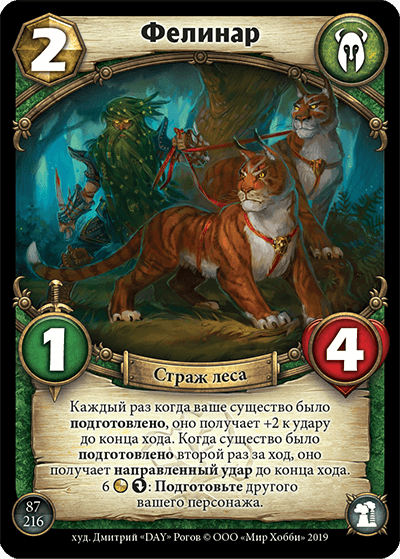 2
Фелинар
1
4
Страж леса
Каждый раз когда ваше существо было
подготовлено, оно получает +2 к удару
до конца хода. Когда существо было
подготовлено второй раз за ход, оно
получает направленный удар до конца хода.
6 : Подготовьте другого
вашего персонажа.
87
216
худ. Дмитрий «DAY» Рогов © ООО «Мир Хобби» 2019